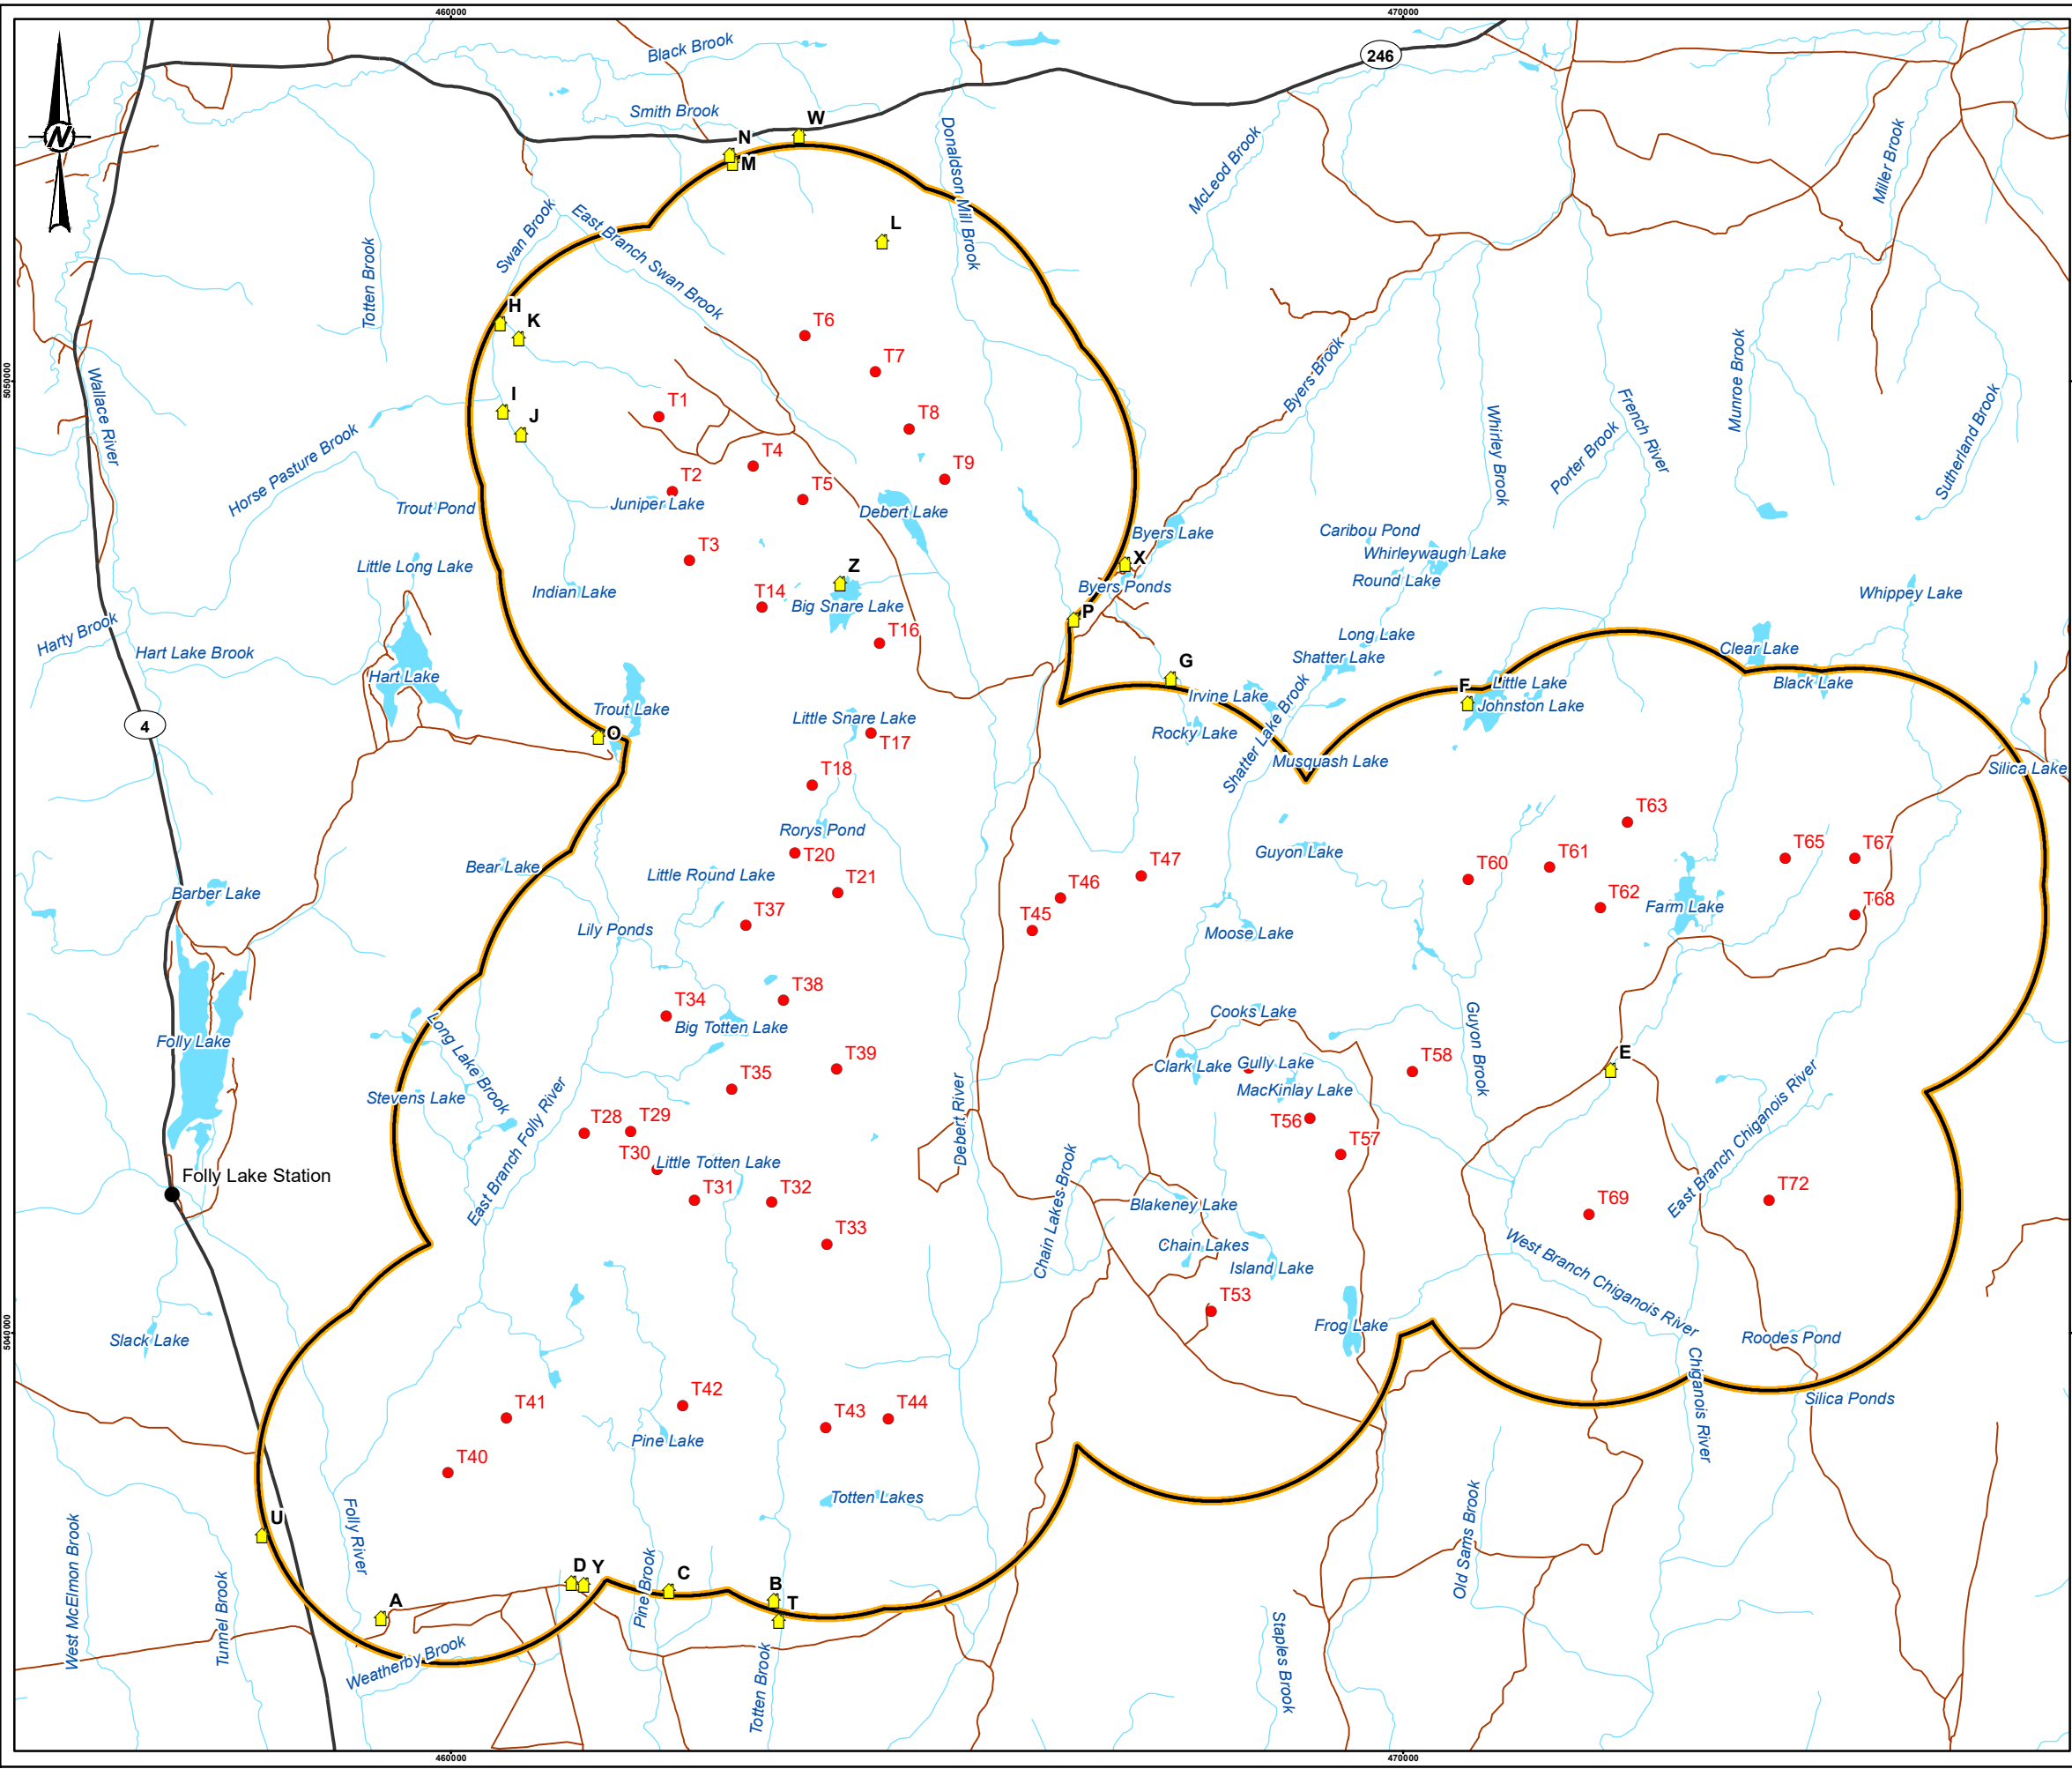 460000
470000
Black Brook
246
Smith Brook
W
N
M
N
Donaldson Mill Brook
McLeod Brook
Miller Brook
Totten Brook
Swan Brook
East Branch Swan Brook
L
H
K
T6
T7
5050000
Wallace River
I
J
T1
T8
Byers Brook
Whirley Brook
French River
Porter Brook
Munroe Brook
Sutherland Brook
Horse Pasture Brook
T4
T9
T2
T5
Trout Pond
Juniper Lake
Debert Lake
Byers Lake
Caribou Pond
T3
Whirleywaugh Lake
Little Long Lake
Z
X
Round Lake
Indian Lake
T14
Big Snare Lake
Byers Ponds
Whippey Lake
P
Harty Brook
T16
Long Lake
Hart Lake Brook
Clear Lake
Shatter Lake
G
Hart Lake
F
Little Lake
Black Lake
Irvine Lake
Trout Lake
Johnston Lake
4
Little Snare Lake
O
T17
Rocky Lake
Shatter Lake Brook
Musquash Lake
Silica Lake
T18
T63
Rorys Pond
T20
T47
Guyon Lake
T60
T61
T65
T67
Bear Lake
Little Round Lake
T21
T46
Barber Lake
T62
Farm Lake
T68
T37
T45
Lily Ponds
Moose Lake
T38
T34
Big Totten Lake
Cooks Lake
Long Lake Brook
Guyon Brook
Folly Lake
T39
T58
E
Clark Lake
Gully Lake
T35
MacKinlay Lake
Stevens Lake
East Branch Folly River
Debert River
East Branch Chiganois River
T28
T29
T56
T57
T30
Little Totten Lake
Folly Lake Station
T31
T32
Chain Lakes Brook
Blakeney Lake
T69
T72
T33
Chain Lakes
West Branch Chiganois River
Island Lake
T53
5040000
Slack Lake
Frog Lake
Roodes Pond
Chiganois River
T41
T42
T43
T44
Silica Ponds
Pine Lake
T40
Totten Lakes
U
Folly River
West McElmon Brook
Tunnel Brook
Old Sams Brook
D
Y
Pine Brook
C
B
A
T
Weatherby Brook
Totten Brook
Staples Brook
460000
470000